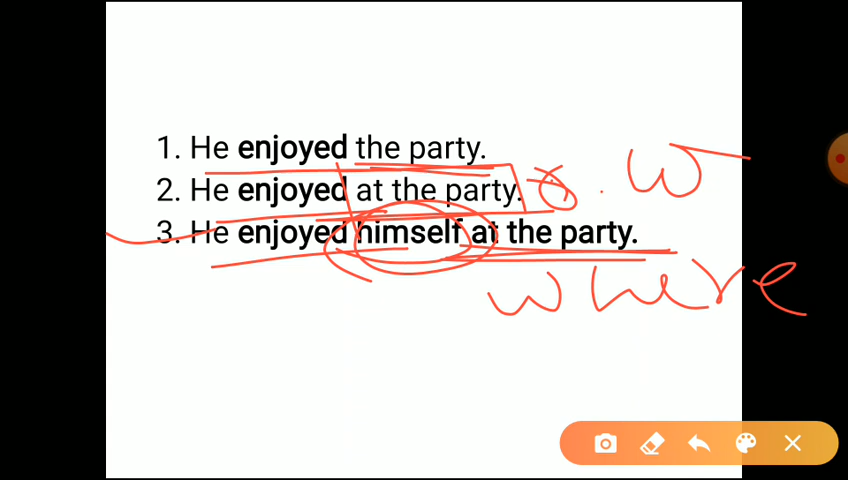 1. He enjoyed the party.
2. He enjoyed at the party.
3. He enjoyed himself at the party.
where